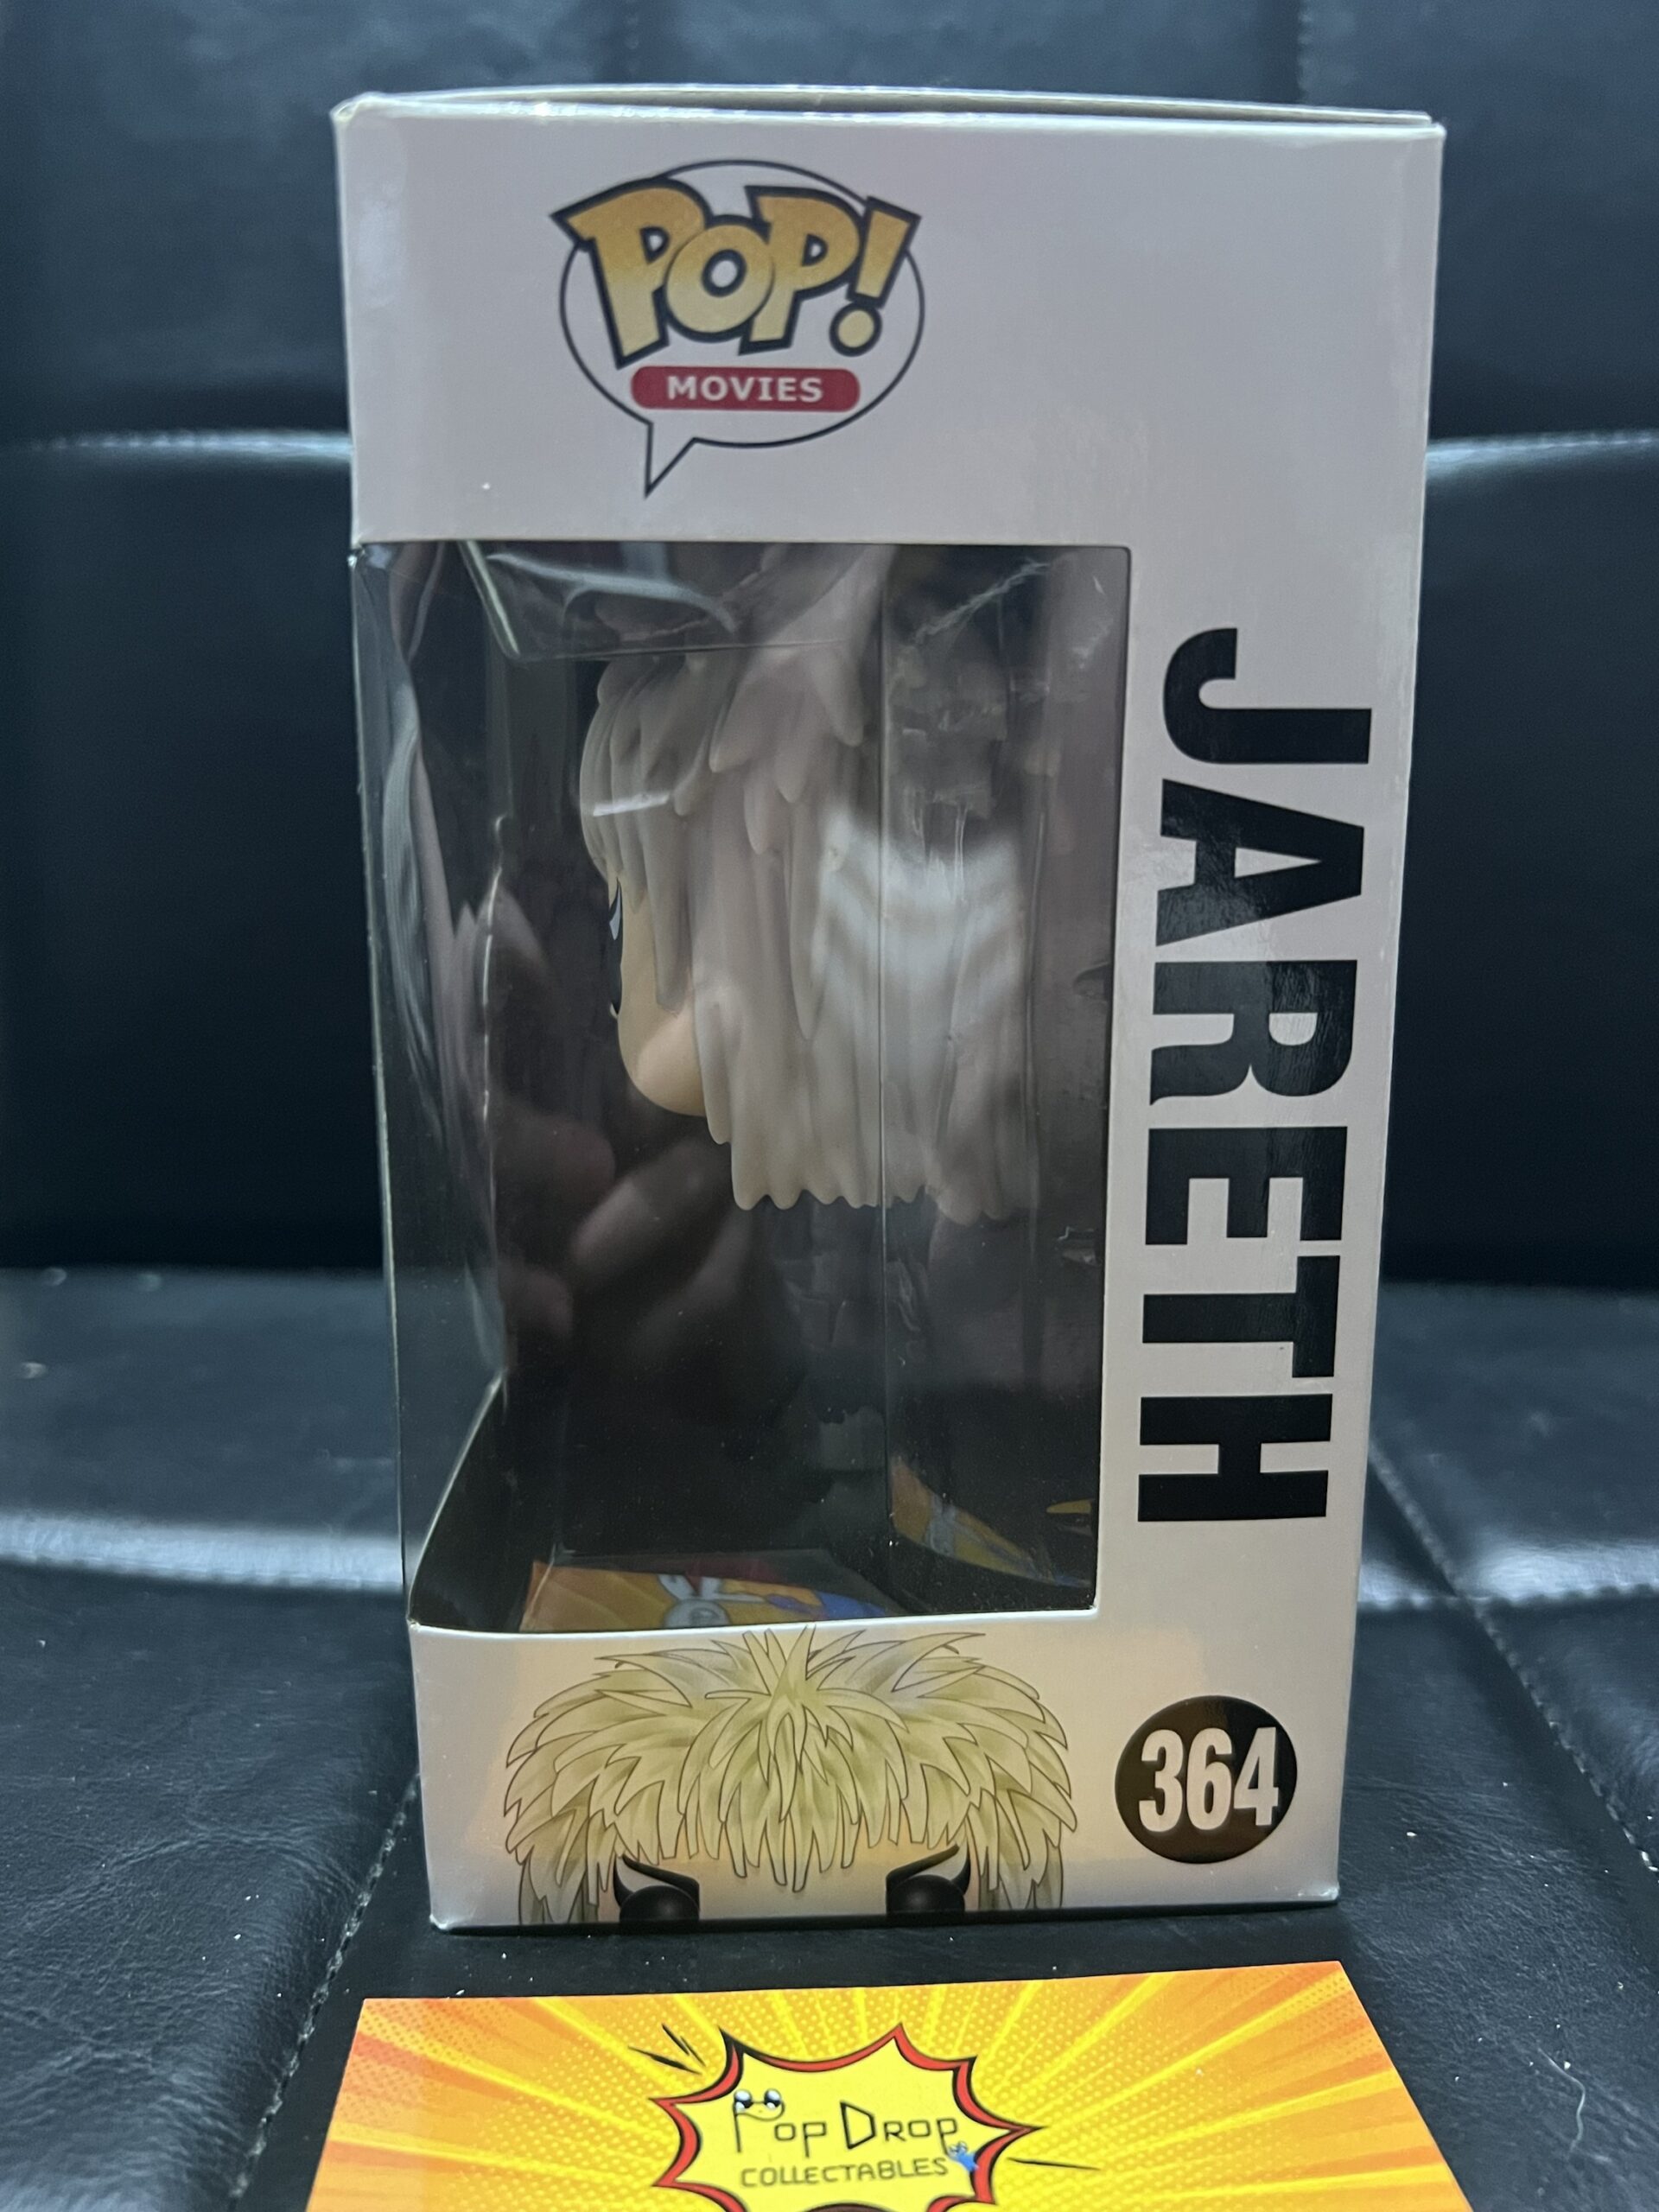 POP!
MOVIES
JARETH
364
Pop Drop
COLLECTABLES